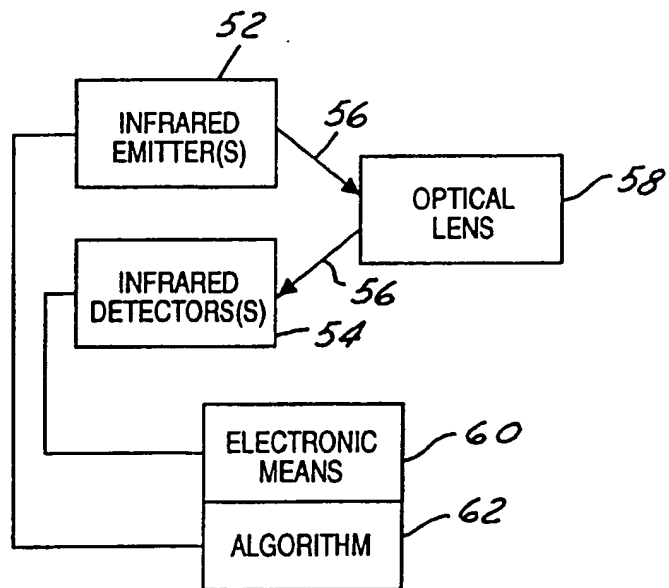 52
INFRARED
EMITTER(S)
56
OPTICAL
LENS
58
INFRARED
DETECTORS(S)
56
54
ELECTRONIC
MEANS
60
ALGORITHM
62